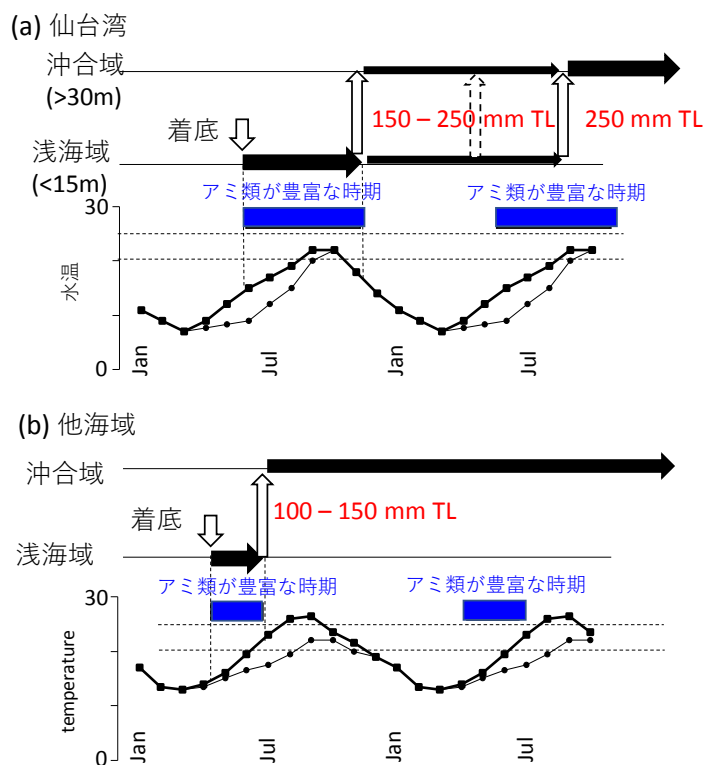 (a) 仙台湾
沖合域
(>30m)
着底
150 – 250 mm TL
250 mm TL
浅海域
(<15m)
アミ類が豊富な時期
アミ類が豊富な時期
30
水温
0
Jan
Jul
Jan
Jul
(b) 他海域
沖合域
着底
100 – 150 mm TL
浅海域
アミ類が豊富な時期
アミ類が豊富な時期
30
temperature
0
Jan
Jul
Jan
Jul